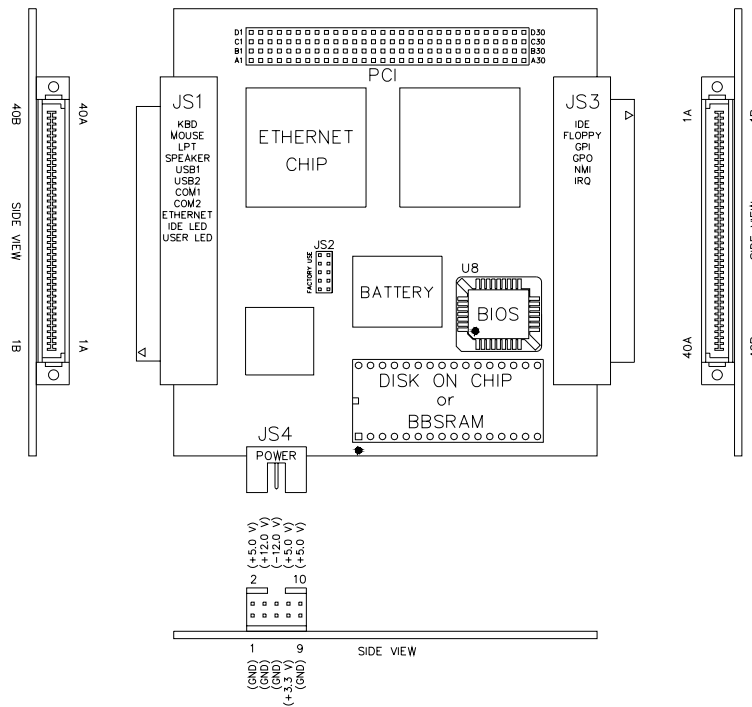 D1 D30
C1 C30
B1 B30
A1 A30
PCI
40B 40A
SIDE VIEW
1B 1A
JS1
KBD
MOUSE
LPT
SPEAKER
USB1
USB2
COM1
COM2
ETHERNET
IDE LED
USER LED
ETHERNET
CHIP
JS3
IDE
FLOPPY
GPI
GPO
NMI
IRQ
1A
40A
SIDE VIEW
JS2
FACTORY USE
BATTERY
U8
BIOS
DISK ON CHIP
or
BBSRAM
JS4
POWER
(+5.0 V)
(+12.0 V)
(-12.0 V)
(+5.0 V)
(+5.0 V)
2 10
1 9
SIDE VIEW
(GND)
(GND)
(GND)
(+3.3 V)
(GND)